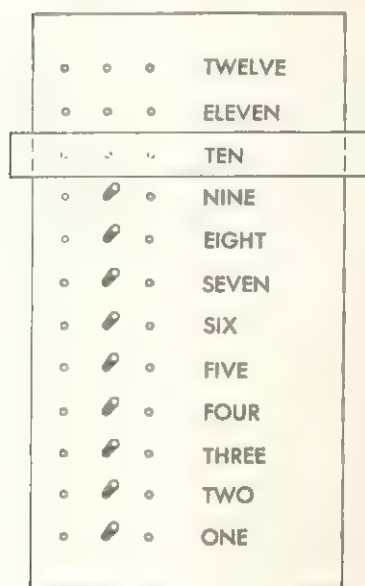 TWELVE
ELEVEN
TEN
NINE
EIGHT
SEVEN
SIX
FIVE
FOUR
THREE
TWO
ONE